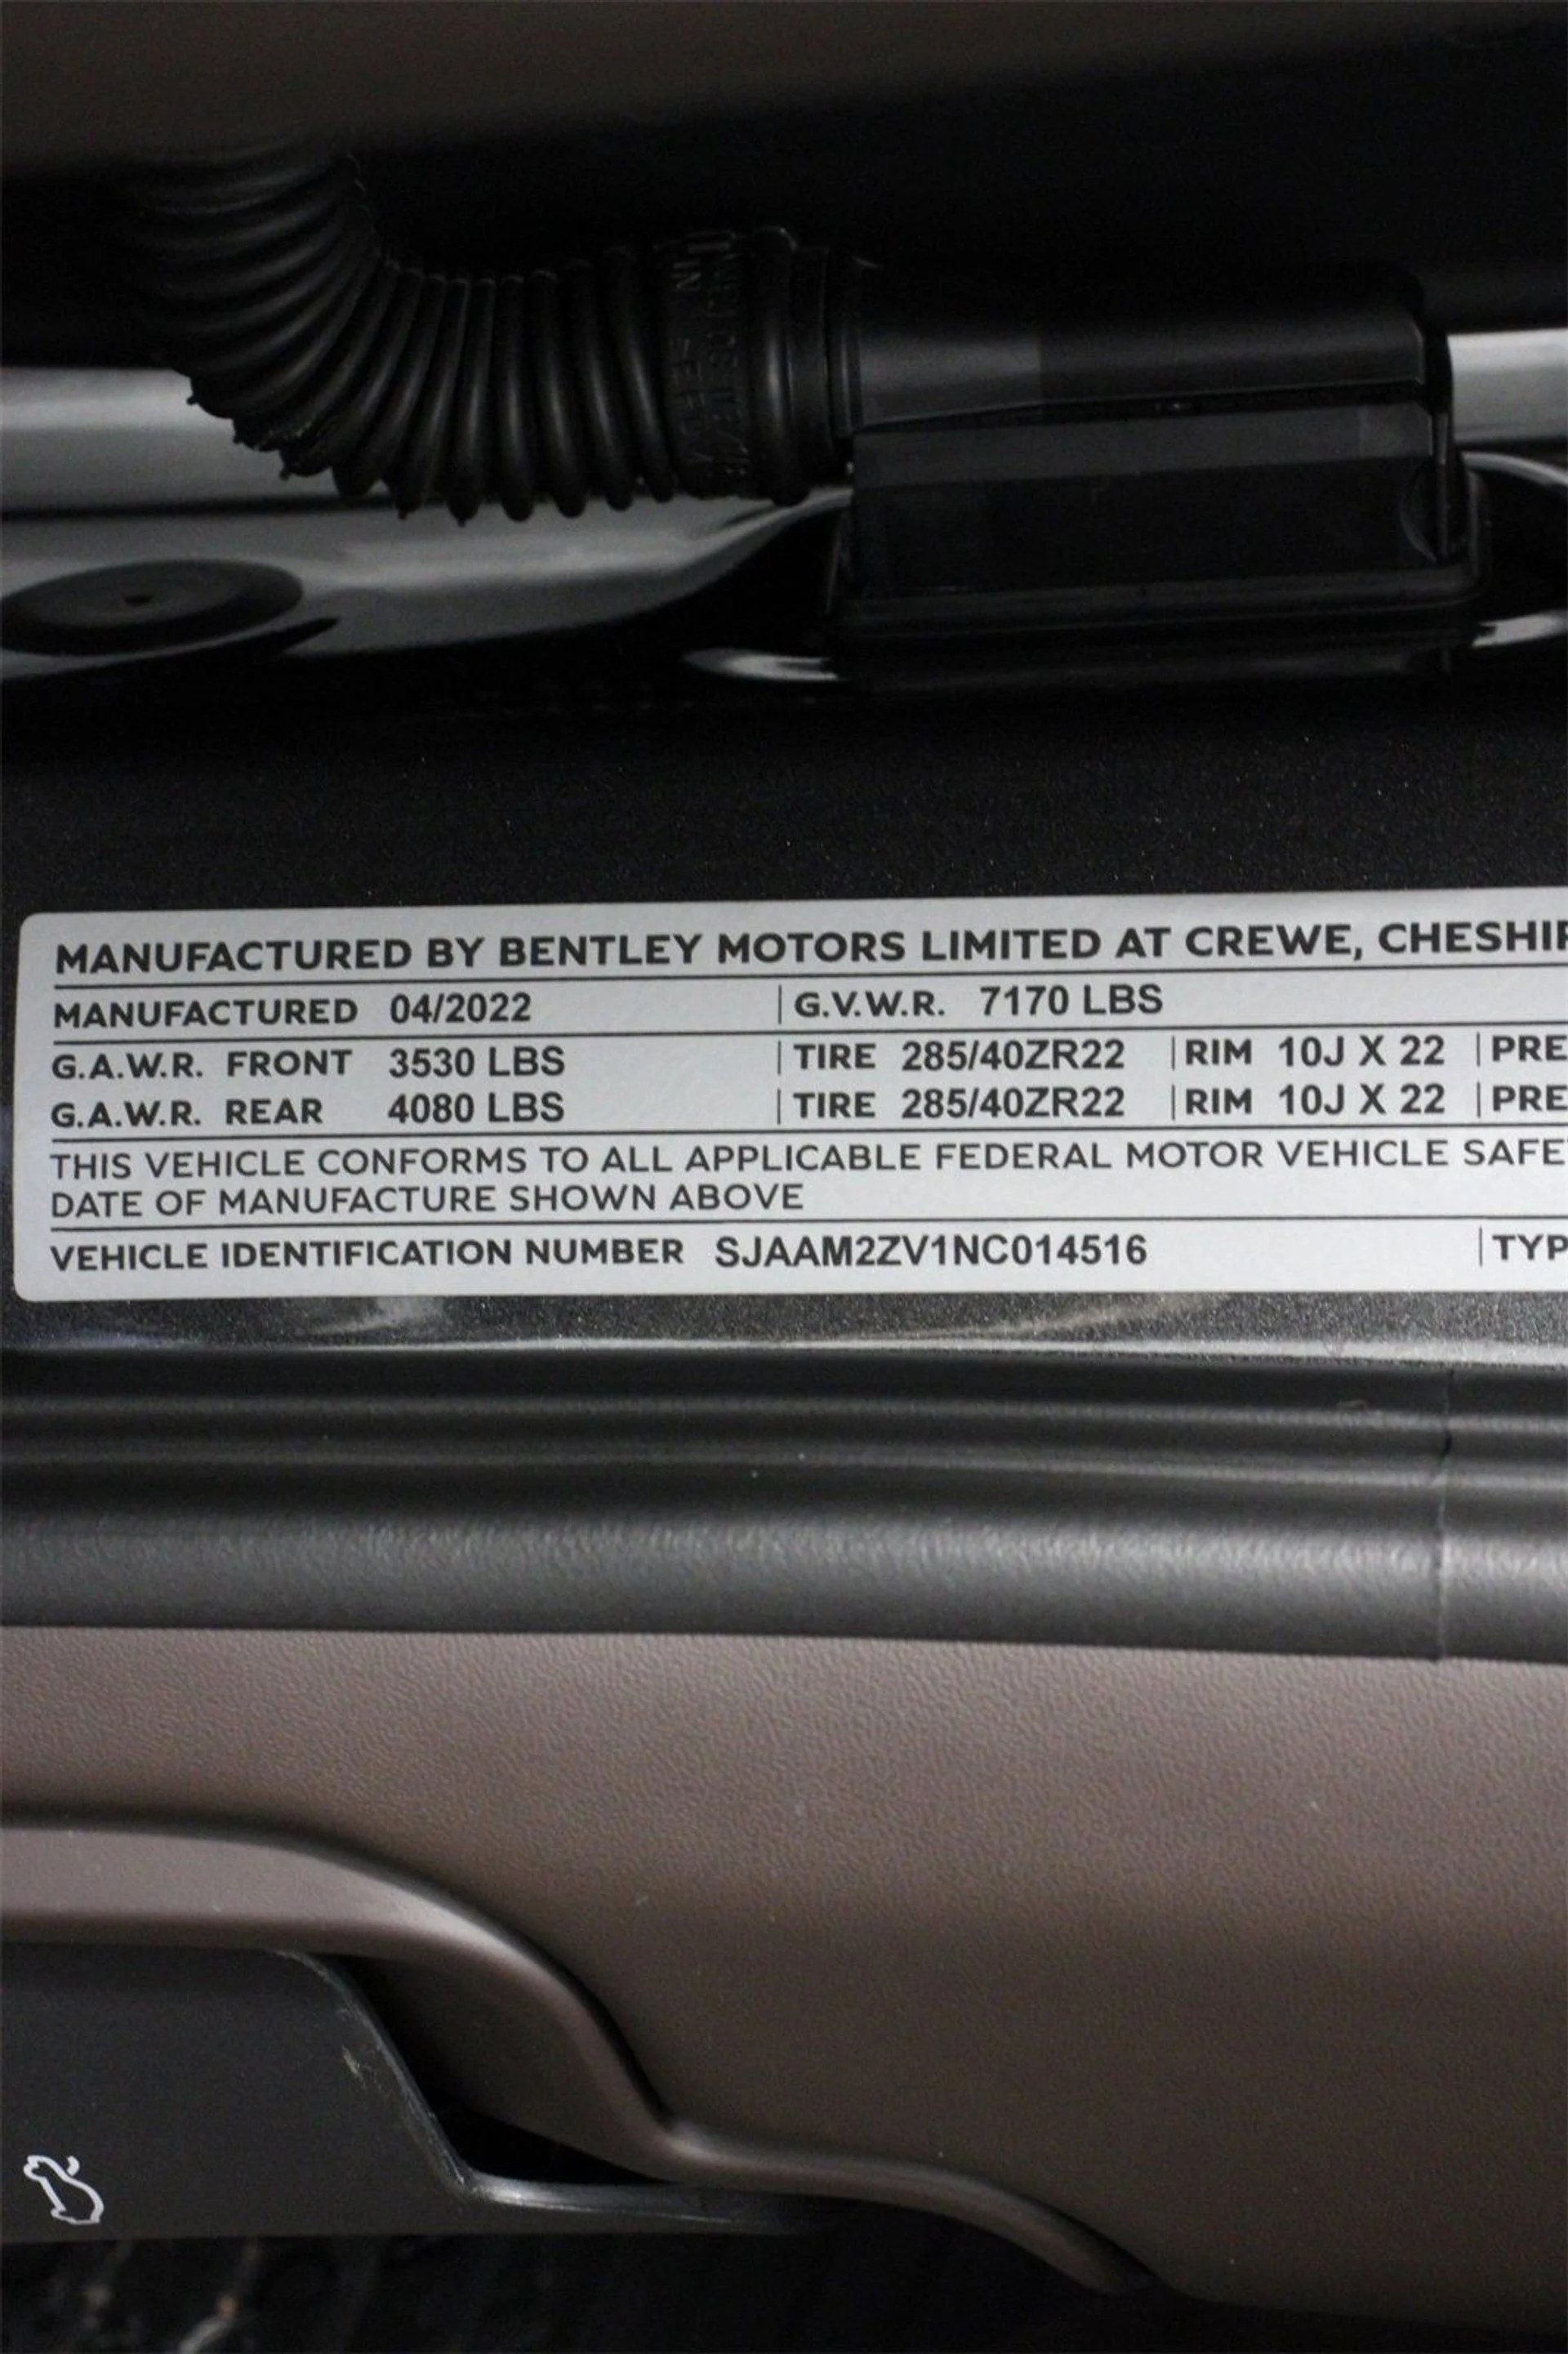 MANUFACTURED BY BENTLEY MOTORS LIMITED AT CREWE, CHESHIR
MANUFACTURED 04/2022 | G.V.W.R. 7170 LBS
G.A.W.R. FRONT 3530 LBS | TIRE 285/40ZR22 | RIM 10J X 22 | PRE
G.A.W.R. REAR 4080 LBS | TIRE 285/40ZR22 | RIM 10J X 22 | PRE
THIS VEHICLE CONFORMS TO ALL APPLICABLE FEDERAL MOTOR VEHICLE SAFE
DATE OF MANUFACTURE SHOWN ABOVE
VEHICLE IDENTIFICATION NUMBER SJAAM2ZV1NC014516 | TYP